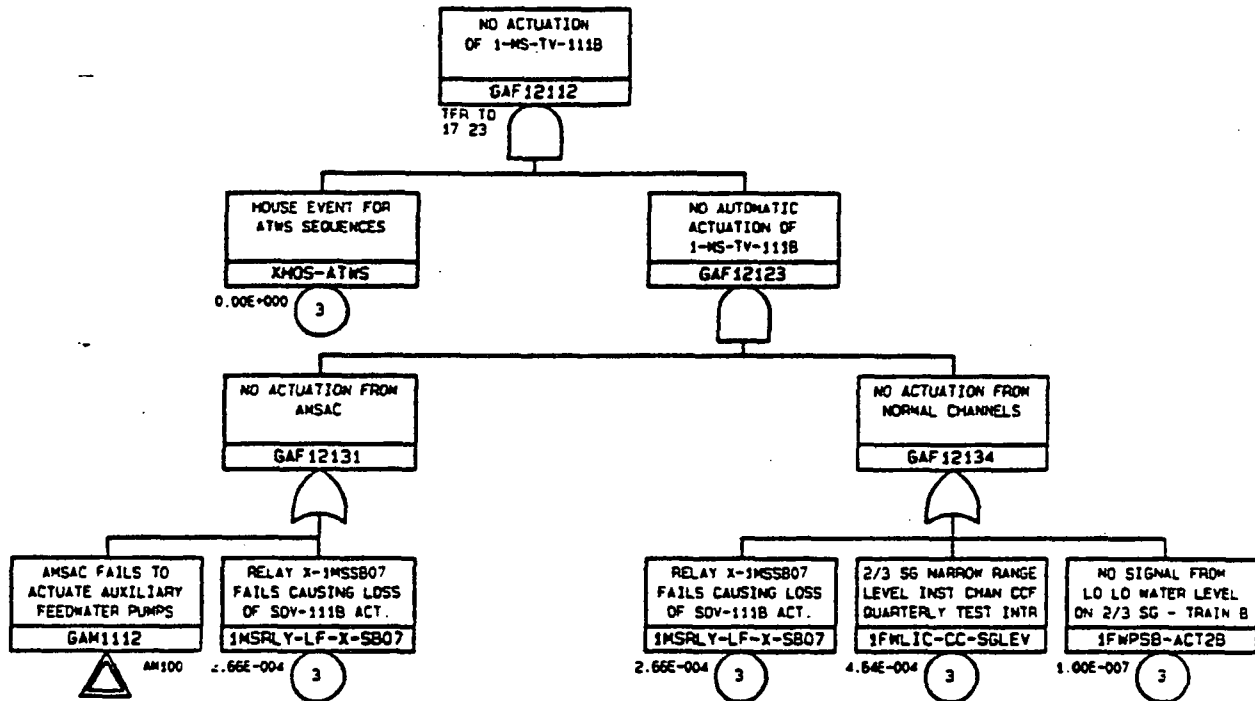 NO ACTUATION
OF 1-MS-TV-111B
GAF12112
TFR TO
17 23
HOUSE EVENT FOR
ATWS SEQUENCES
XHOS-ATWS
0.00E+000
3
NO AUTOMATIC
ACTUATION OF
1-MS-TV-111B
GAF12123
NO ACTUATION FROM
AMSAC
GAF12131
NO ACTUATION FROM
NORMAL CHANNELS
GAF12134
AMSAC FAILS TO
ACTUATE AUXILIARY
FEEDWATER PUMPS
GAM1112
AM100
RELAY X-1MSSB07
FAILS CAUSING LOSS
OF SOV-111B ACT.
1MSRLY-LF-X-SB07
2.66E-004
3
RELAY X-1MSSB07
FAILS CAUSING LOSS
OF SOV-111B ACT.
1MSRLY-LF-X-SB07
2.66E-004
3
2/3 SG NARROW RANGE
LEVEL INST CHAN CCF
QUARTERLY TEST INTR
1FWLIC-CC-SGLEV
4.64E-004
3
NO SIGNAL FROM
LO LO WATER LEVEL
ON 2/3 SG - TRAIN B
1FWPSB-ACT2B
1.00E-007
3